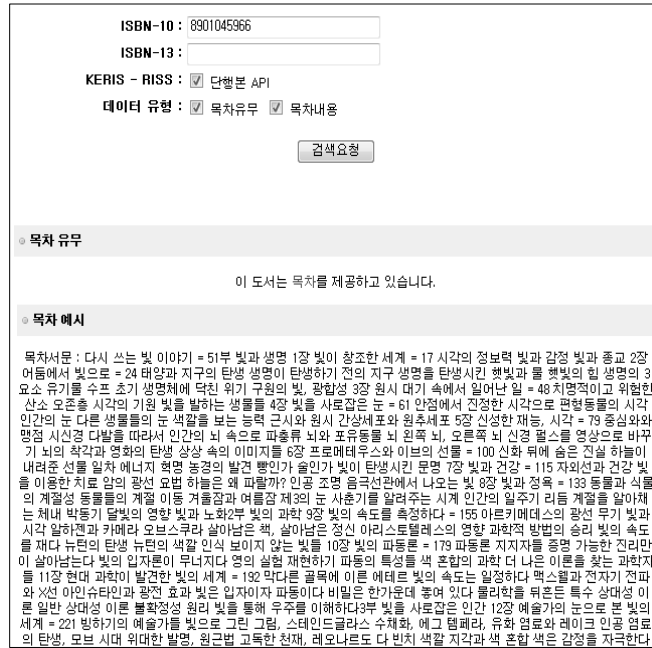 ISBN-10 : 8901045966
ISBN-13 :
KERIS - RISS : 단행본 API
데이터 유형 : 목차유무 목차내용
검색요청
목차 유무
이 도서는 목차를 제공하고 있습니다.
목차 예시
목차서문 : 다시 쓰는 빛 이야기 = 51부 빛과 생명 1장 빛이 창조한 세계 = 17 시각의 정보력 빛과 감정 빛과 종교 2장
어둠에서 빛으로 = 24 태양과 지구의 탄생 생명이 탄생하기 전의 지구 생명을 탄생시킨 햇빛과 물 햇빛의 힘 생명의 3
요소 유기물 수프 초기 생명체에 닥친 위기 구원의 빛, 광합성 3장 원시 대기 속에서 일어난 일 = 48 치명적이고 위험한
산소 오존층 시각의 기원 빛을 발하는 생물들 4장 빛을 사로잡은 눈 = 61 안점에서 진정한 시각으로 편형동물의 시각
인간의 눈 다른 생물들의 눈 색깔을 보는 능력 근시와 원시 간상세포와 원추세포 5장 신성한 재능, 시각 = 79 중심와와
맹점 시신경 다발을 따라서 인간의 뇌 속으로 파충류 뇌와 포유동물 뇌 왼쪽 뇌, 오른쪽 뇌 신경 펄스를 영상으로 바꾸
기 뇌의 착각과 영화의 탄생 상상 속의 이미지들 6장 프로메테우스와 이브의 선물 = 100 신화 뒤에 숨은 진실 하늘이
내려준 선물 일차 에너지 혁명 농경의 발견 빵인가 술인가 빛이 탄생시킨 문명 7장 빛과 건강 = 115 자외선과 건강 빛
을 이용한 치료 암의 광선 요법 하늘은 왜 파랄까? 인공 조명 음극선관에서 나오는 빛 8장 빛과 정욕 = 133 동물과 식물
의 계절성 동물들의 계절 이동 겨울잠과 여름잠 제3의 눈 사춘기를 알려주는 시계 인간의 일주기 리듬 계절을 알아채
는 체내 박동기 달빛의 영향 빛과 노화2부 빛의 과학 9장 빛의 속도를 측정하다 = 155 아르키메데스의 광선 무기 빛과
시각 알하젠과 카메라 오브스쿠라 살아남은 책, 살아남은 정신 아리스토텔레스의 영향 과학적 방법의 승리 빛의 속도
를 재다 뉴턴의 탄생 뉴턴의 색깔 인식 보이지 않는 빛들 10장 빛의 파동론 = 179 파동론 지지자들 증명 가능한 진리만
이 살아남는다 빛의 입자론이 무너지다 영의 실험 재현하기 파동의 특성들 색 혼합의 과학 더 나은 이론을 찾는 과학자
들 11장 현대 과학이 발견한 빛의 세계 = 192 막다른 골목에 이른 에테르 빛의 속도는 일정하다 맥스웰과 전자기 전파
와 X선 아인슈타인과 광전 효과 빛은 입자이자 파동이다 비밀은 한가운데 놓여 있다 물리학을 뒤흔든 특수 상대성 이
론 일반 상대성 이론 불확정성 원리 빛을 통해 우주를 이해하다3부 빛을 사로잡은 인간 12장 예술가의 눈으로 본 빛의
세계 = 221 빙하기의 예술가들 빛으로 그린 그림, 스테인드글라스 수채화, 에그 템페라, 유화 염료와 레이크 인공 염료
의 탄생, 모브 시대 위대한 발명, 원근법 고독한 천재, 레오나르도 다 빈치 색깔 지각과 색 혼합 색은 감정을 자극한다